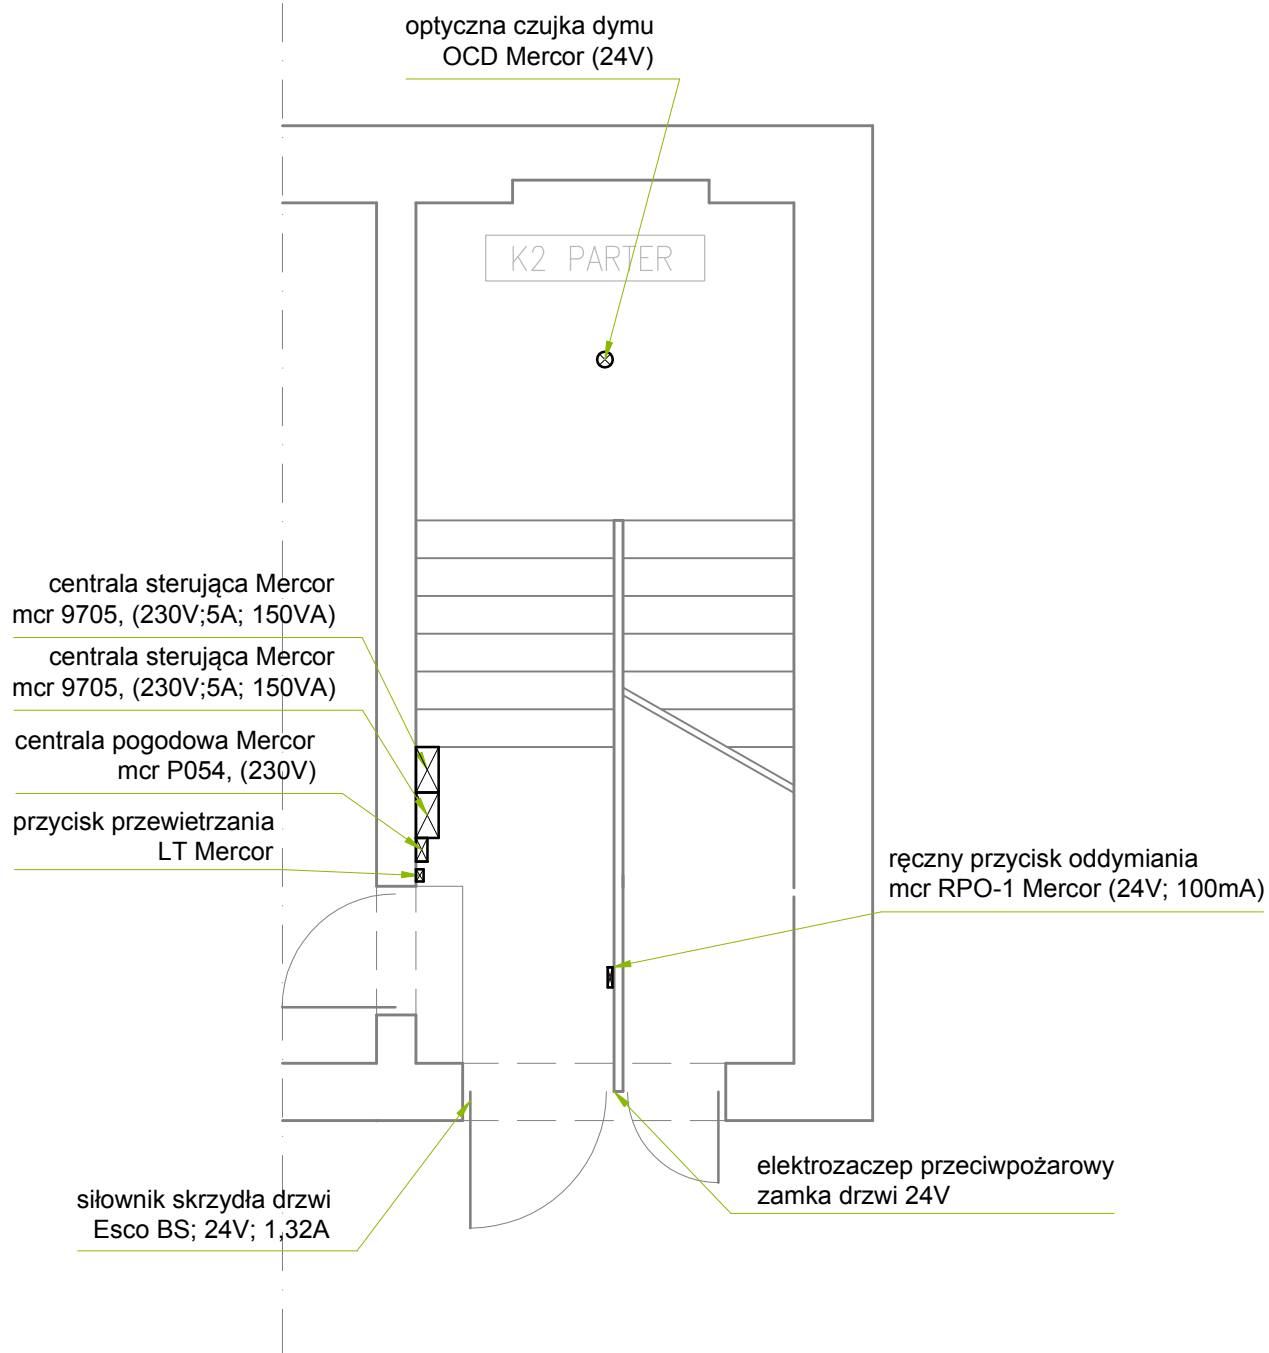 optyczna czujka dymu
OCD Mercor (24V)
K2 PARTER
centrala sterująca Mercor
mcr 9705, (230V;5A; 150VA)
centrala sterująca Mercor
mcr 9705, (230V;5A; 150VA)
centrala pogodowa Mercor
mcr P054, (230V)
przycisk przewietrzania
LT Mercor
ręczny przycisk oddymiania
mcr RPO-1 Mercor (24V; 100mA)
elektrozaczep przeciwpożarowy
zamka drzwi 24V
siłownik skrzydła drzwi
Esco BS; 24V; 1,32A